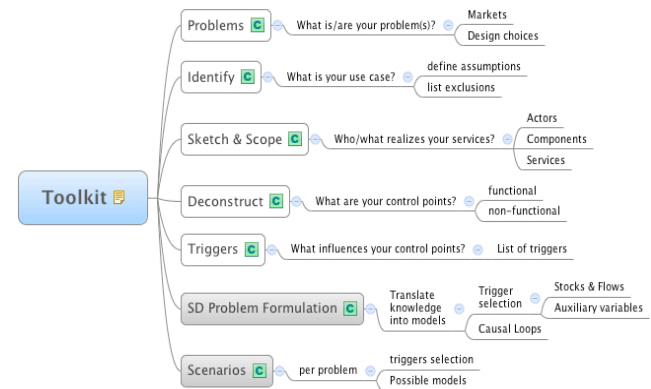 Toolkit
Problems C
What is/are your problem(s)?
Markets
Design choices
Identify C
What is your use case?
define assumptions
list exclusions
Sketch & Scope C
Who/what realizes your services?
Actors
Components
Services
Deconstruct C
What are your control points?
functional
non-functional
Triggers C
What influences your control points?
List of triggers
SD Problem Formulation C
Translate
knowledge
into models
Trigger
selection
Stocks & Flows
Auxiliary variables
Causal Loops
Scenarios C
per problem
triggers selection
Possible models